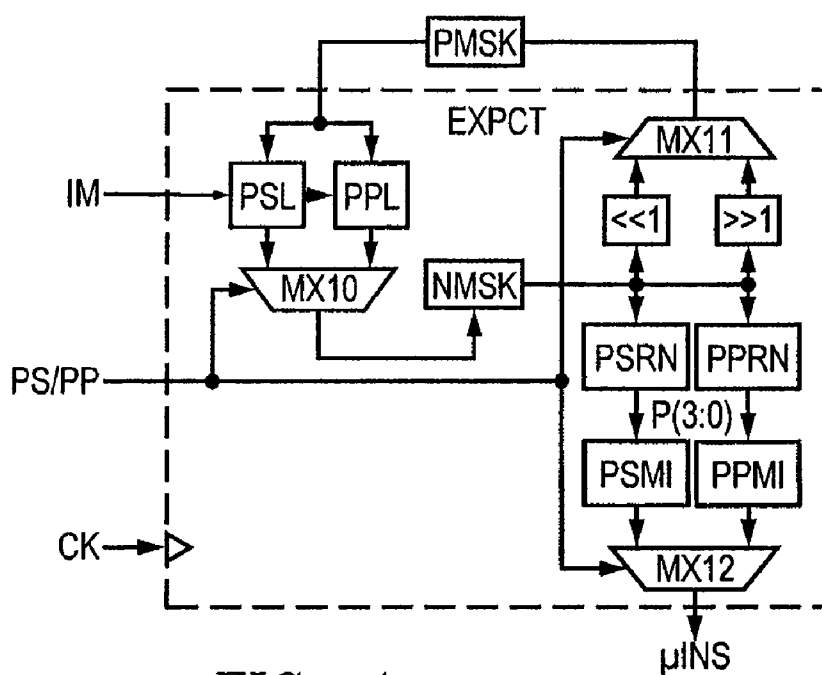 PMSK
EXPCT
MX11
IM
PSL
PPL
<<1
>>1
MX10
NMSK
PS/PP
PSRN
PPRN
P(3:0)
PSMI
PPMI
CK
MX12
µINS